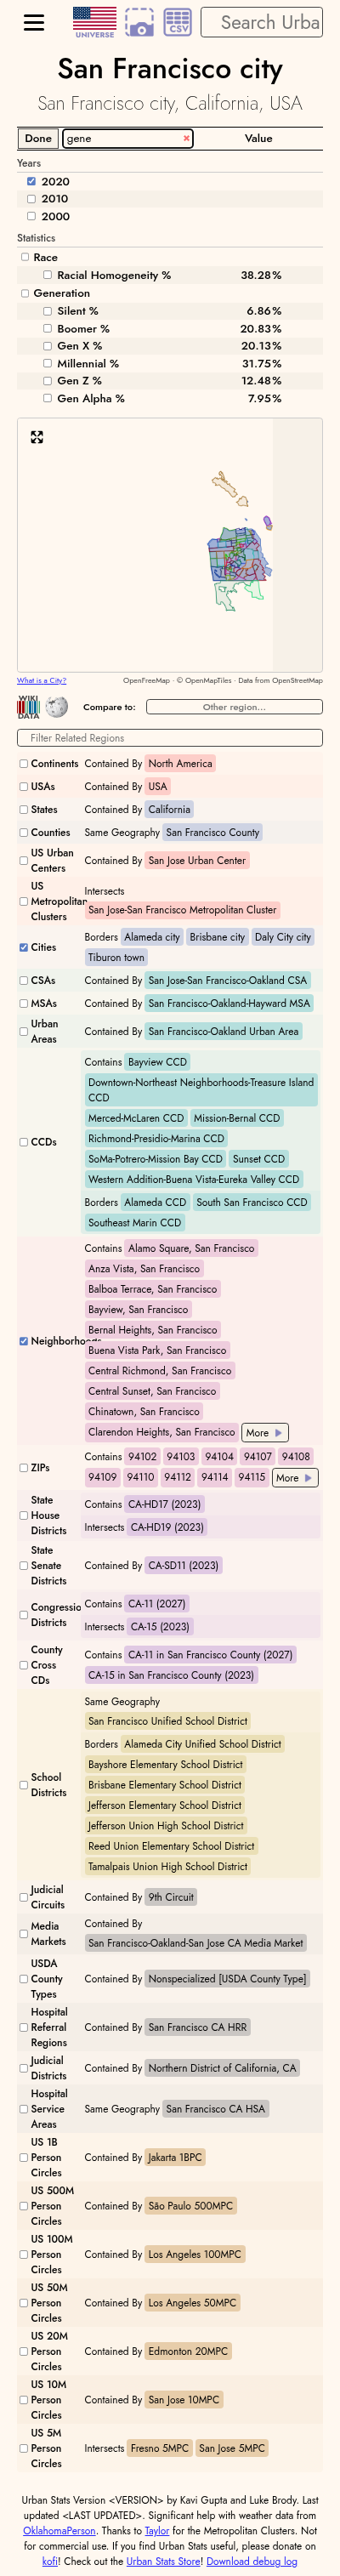 UNIVERSE
CSV
Search Urba
San Francisco city
San Francisco city, California, USA
Done gene × Value
Years
2020
2010
2000
Statistics
Race
Racial Homogeneity % 38.28%
Generation
Silent % 6.86%
Boomer % 20.83%
Gen X % 20.13%
Millennial % 31.75%
Gen Z % 12.48%
Gen Alpha % 7.95%
What is a City? OpenFreeMap · © OpenMapTiles · Data from OpenStreetMap
WIKI
DATA
Compare to: Other region...
Filter Related Regions
Continents Contained By North America
USAs Contained By USA
States Contained By California
Counties Same Geography San Francisco County
US Urban
Centers
Contained By San Jose Urban Center
US
Metropolitan
Clusters
Intersects
San Jose-San Francisco Metropolitan Cluster
Cities
Borders Alameda city Brisbane city Daly City city
Tiburon town
CSAs Contained By San Jose-San Francisco-Oakland CSA
MSAs Contained By San Francisco-Oakland-Hayward MSA
Urban
Areas
Contained By San Francisco-Oakland Urban Area
CCDs
Contains Bayview CCD
Downtown-Northeast Neighborhoods-Treasure Island
CCD
Merced-McLaren CCD Mission-Bernal CCD
Richmond-Presidio-Marina CCD
SoMa-Potrero-Mission Bay CCD Sunset CCD
Western Addition-Buena Vista-Eureka Valley CCD
Borders Alameda CCD South San Francisco CCD
Southeast Marin CCD
Neighborhoods
Contains Alamo Square, San Francisco
Anza Vista, San Francisco
Balboa Terrace, San Francisco
Bayview, San Francisco
Bernal Heights, San Francisco
Buena Vista Park, San Francisco
Central Richmond, San Francisco
Central Sunset, San Francisco
Chinatown, San Francisco
Clarendon Heights, San Francisco More
ZIPs
Contains 94102 94103 94104 94107 94108
94109 94110 94112 94114 94115 More
State
House
Districts
Contains CA-HD17 (2023)
Intersects CA-HD19 (2023)
State
Senate
Districts
Contained By CA-SD11 (2023)
Congressio
Districts
Contains CA-11 (2027)
Intersects CA-15 (2023)
County
Cross
CDs
Contains CA-11 in San Francisco County (2027)
CA-15 in San Francisco County (2023)
School
Districts
Same Geography
San Francisco Unified School District
Borders Alameda City Unified School District
Bayshore Elementary School District
Brisbane Elementary School District
Jefferson Elementary School District
Jefferson Union High School District
Reed Union Elementary School District
Tamalpais Union High School District
Judicial
Circuits
Contained By 9th Circuit
Media
Markets
Contained By
San Francisco-Oakland-San Jose CA Media Market
USDA
County
Types
Contained By Nonspecialized [USDA County Type]
Hospital
Referral
Regions
Contained By San Francisco CA HRR
Judicial
Districts
Contained By Northern District of California, CA
Hospital
Service
Areas
Same Geography San Francisco CA HSA
US 1B
Person
Circles
Contained By Jakarta 1BPC
US 500M
Person
Circles
Contained By São Paulo 500MPC
US 100M
Person
Circles
Contained By Los Angeles 100MPC
US 50M
Person
Circles
Contained By Los Angeles 50MPC
US 20M
Person
Circles
Contained By Edmonton 20MPC
US 10M
Person
Circles
Contained By San Jose 10MPC
US 5M
Person
Circles
Intersects Fresno 5MPC San Jose 5MPC
Urban Stats Version <VERSION> by Kavi Gupta and Luke Brody. Last
updated <LAST UPDATED>. Significant help with weather data from
OklahomaPerson. Thanks to Taylor for the Metropolitan Clusters. Not
for commercial use. If you find Urban Stats useful, please donate on
kofi! Check out the Urban Stats Store! Download debug log